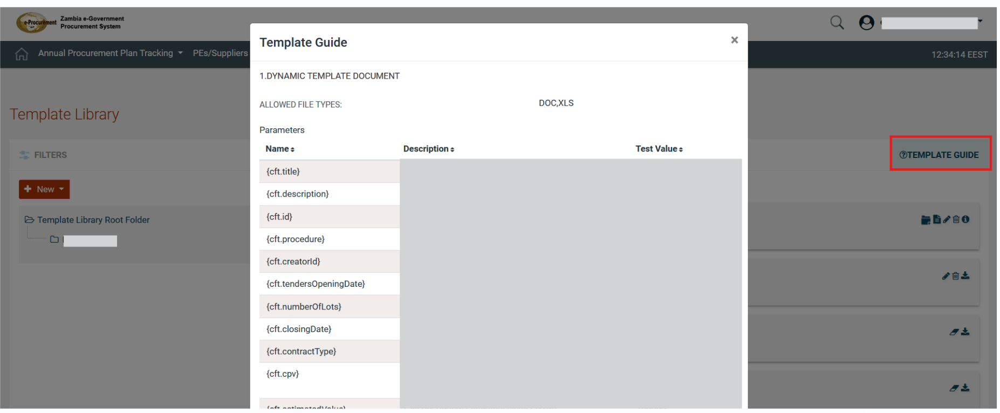 e-Procurement
Zambia e-Government
Procurement System
Annual Procurement Plan Tracking
PEs/Suppliers
12:34:14 EEST
Template Library
FILTERS
TEMPLATE GUIDE
New
Template Library Root Folder
Template Guide
×
1.DYNAMIC TEMPLATE DOCUMENT
ALLOWED FILE TYPES: DOC,XLS
Parameters
Name Description Test Value
{cft.title}
{cft.description}
{cft.id}
{cft.procedure}
{cft.creatorId}
{cft.tendersOpeningDate}
{cft.numberOfLots}
{cft.closingDate}
{cft.contractType}
{cft.cpv}
{cft.estimatedValue}